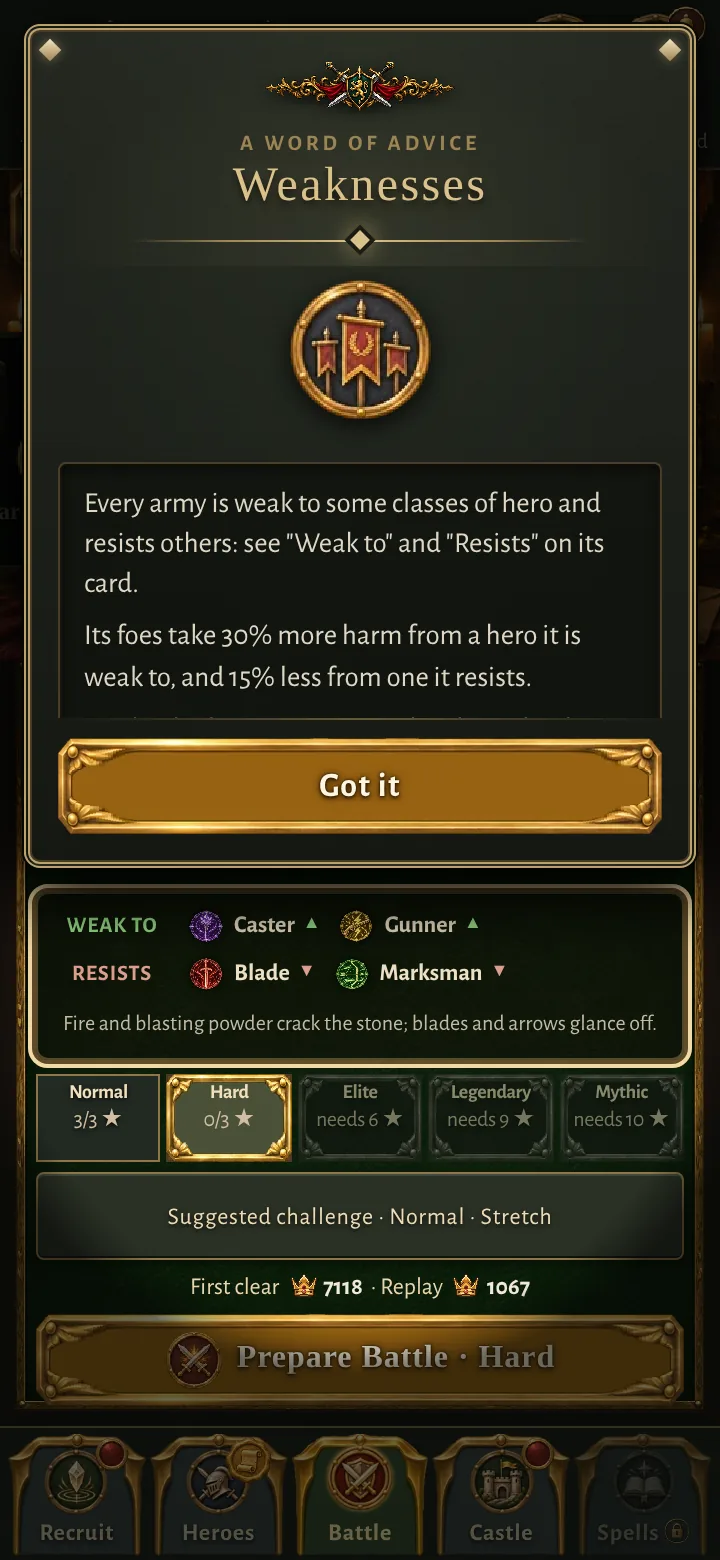 A WORD OF ADVICE
Weaknesses
Every army is weak to some classes of hero and
resists others: see "Weak to" and "Resists" on its
card.
Its foes take 30% more harm from a hero it is
weak to, and 15% less from one it resists.
Got it
WEAK TO Caster ▲ Gunner ▲
RESISTS Blade ▼ Marksman ▼
Fire and blasting powder crack the stone; blades and arrows glance off.
Normal Hard Elite Legendary Mythic
3/3 ★ 0/3 ★ needs 6 ★ needs 9 ★ needs 10 ★
Suggested challenge · Normal · Stretch
First clear 7118 · Replay 1067
Prepare Battle · Hard
Recruit Heroes Battle Castle Spells